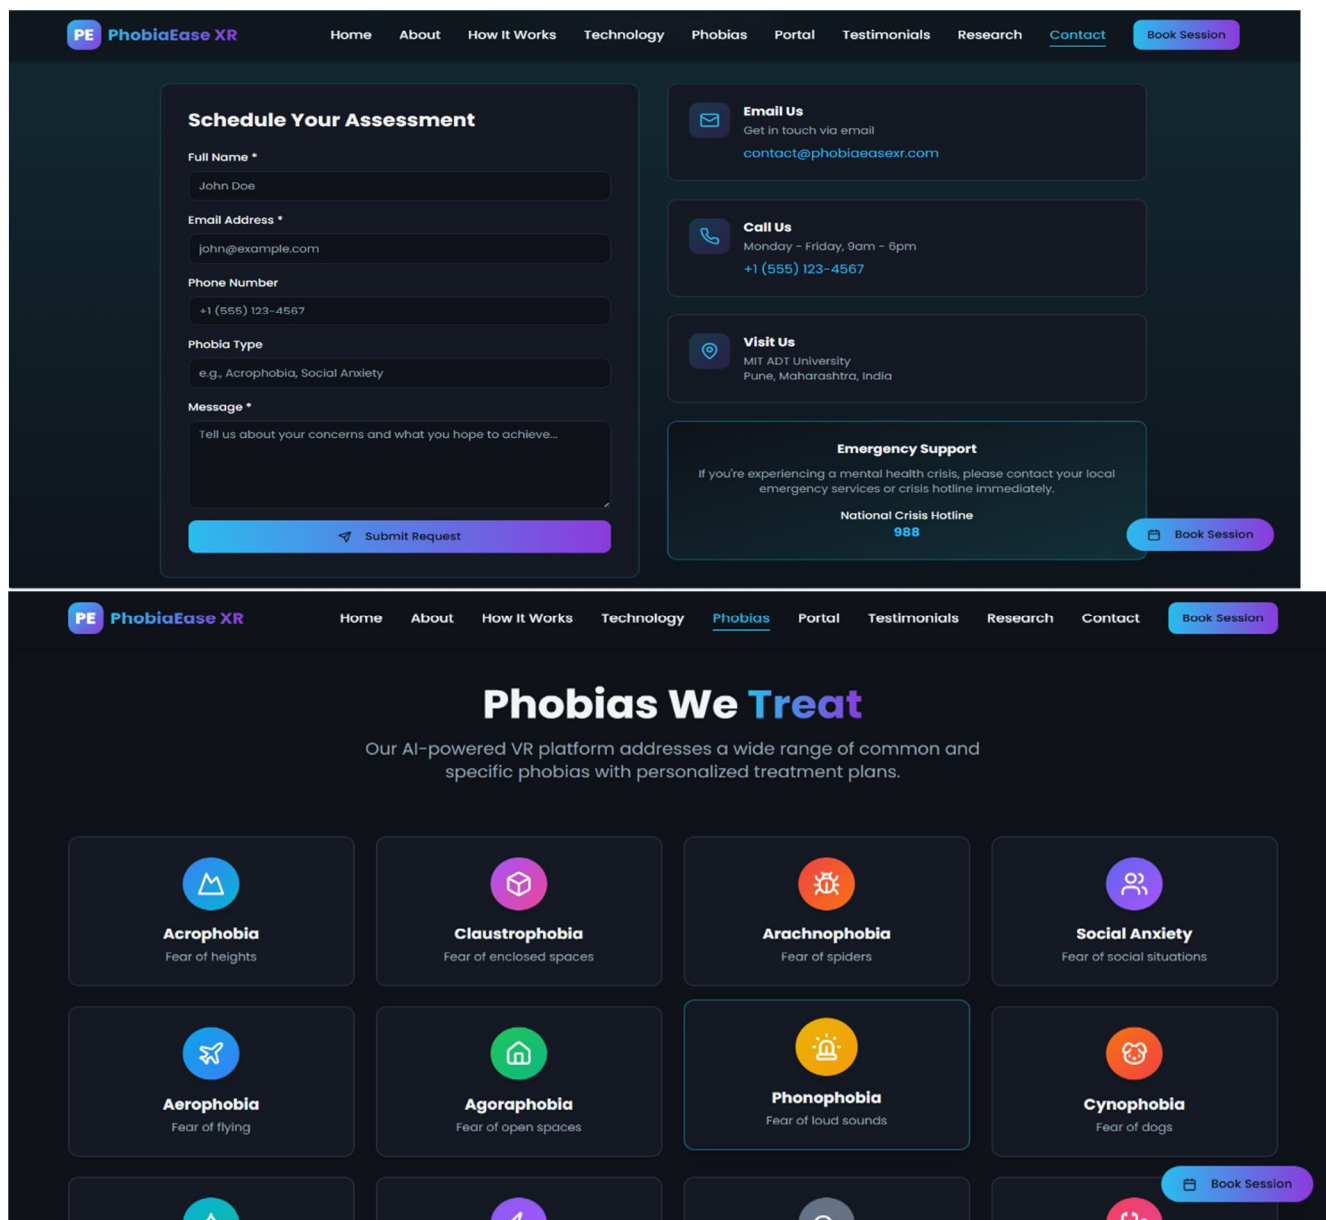 PE PhobiaEase XR Home About How It Works Technology Phobias Portal Testimonials Research Contact Book Session
Schedule Your Assessment
Full Name *
John Doe
Email Address *
john@example.com
Phone Number
+1 (555) 123-4567
Phobia Type
e.g., Acrophobia, Social Anxiety
Message *
Tell us about your concerns and what you hope to achieve...
Submit Request
Email Us
Get in touch via email
contact@phobiaeasexr.com
Call Us
Monday - Friday, 9am - 6pm
+1 (555) 123-4567
Visit Us
MIT ADT University
Pune, Maharashtra, India
Emergency Support
If you're experiencing a mental health crisis, please contact your local
emergency services or crisis hotline immediately.
National Crisis Hotline
988
Book Session
PE PhobiaEase XR Home About How It Works Technology Phobias Portal Testimonials Research Contact Book Session
Phobias We Treat
Our AI-powered VR platform addresses a wide range of common and
specific phobias with personalized treatment plans.
Acrophobia
Fear of heights
Claustrophobia
Fear of enclosed spaces
Arachnophobia
Fear of spiders
Social Anxiety
Fear of social situations
Aerophobia
Fear of flying
Agoraphobia
Fear of open spaces
Phonophobia
Fear of loud sounds
Cynophobia
Fear of dogs
Book Session